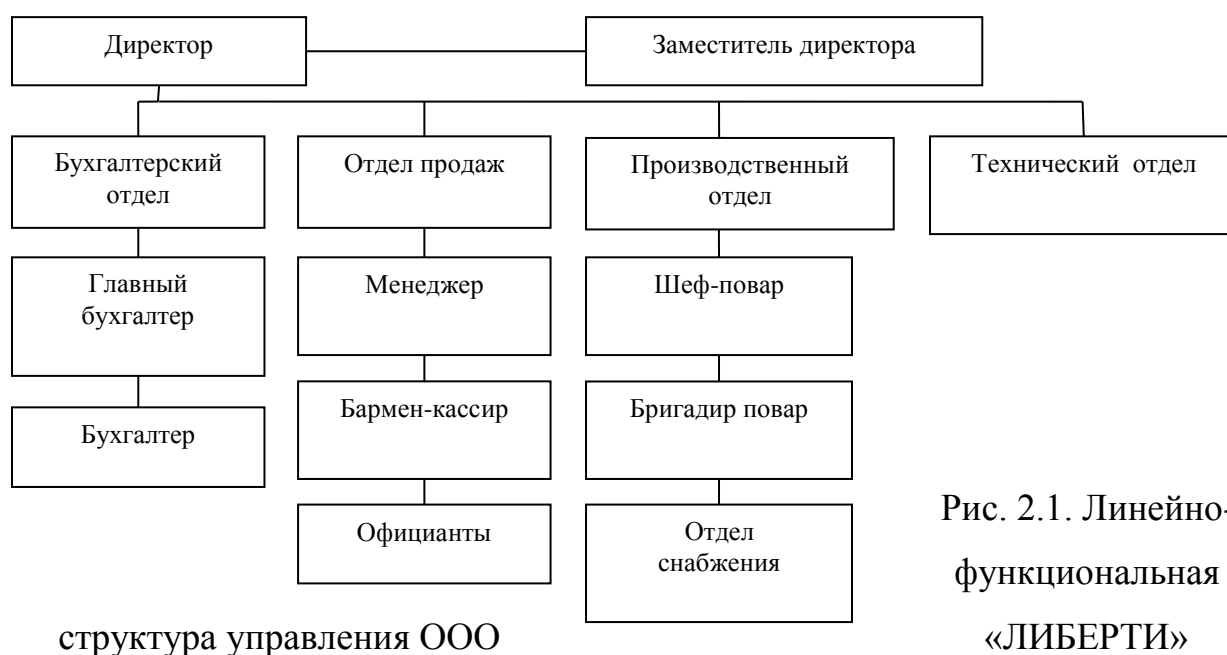 Директор
Заместитель директора
Бухгалтерский
отдел
Отдел продаж
Производственный
отдел
Технический отдел
Главный
бухгалтер
Менеджер
Шеф-повар
Бухгалтер
Бармен-кассир
Бригадир повар
Официанты
Отдел
снабжения
Рис. 2.1. Линейно-
функциональная
структура управления ООО
«ЛИБЕРТИ»